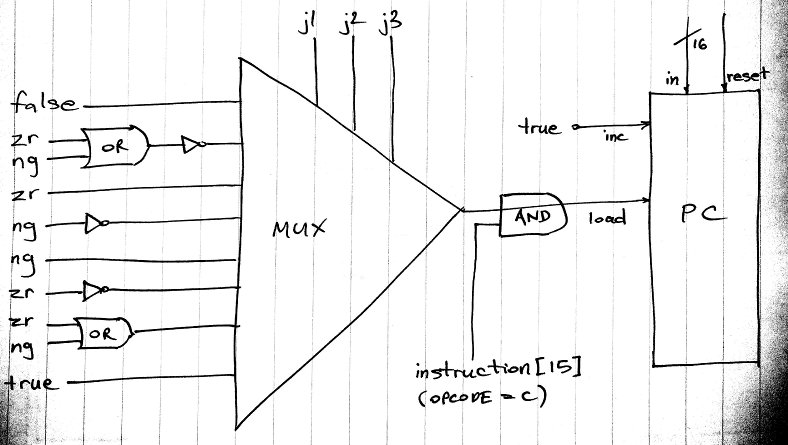 j1 j2 j3
16
in reset
false
zr
OR
ng
true
inc
zr
ng
MUX
AND
load
PC
ng
zr
zr
OR
ng
true
instruction[15]
(OPCODE = C)